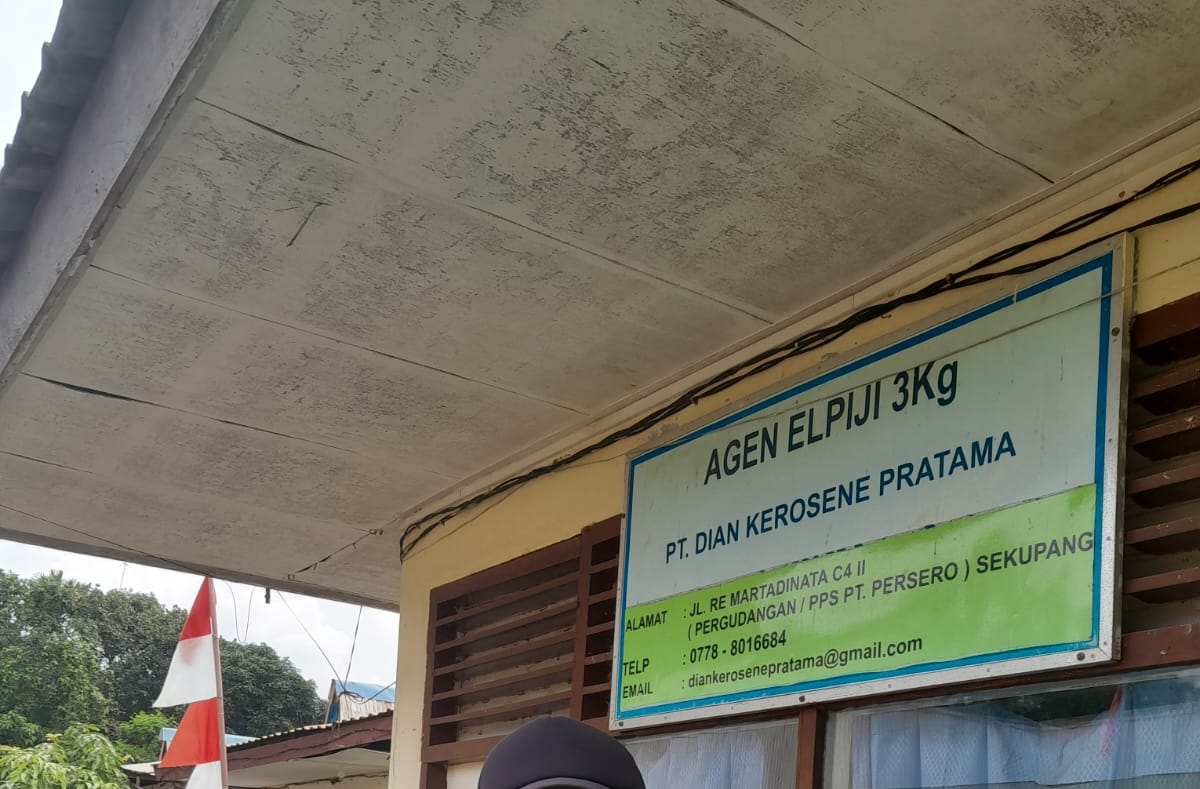 AGEN ELPIJI 3Kg
PT. DIAN KEROSENE PRATAMA
ALAMAT : JL. RE MARTADINATA C4 II
( PERGUDANGAN / PPS PT. PERSERO ) SEKUPANG
TELP : 0778 - 8016684
EMAIL : diankerosenepratama@gmail.com